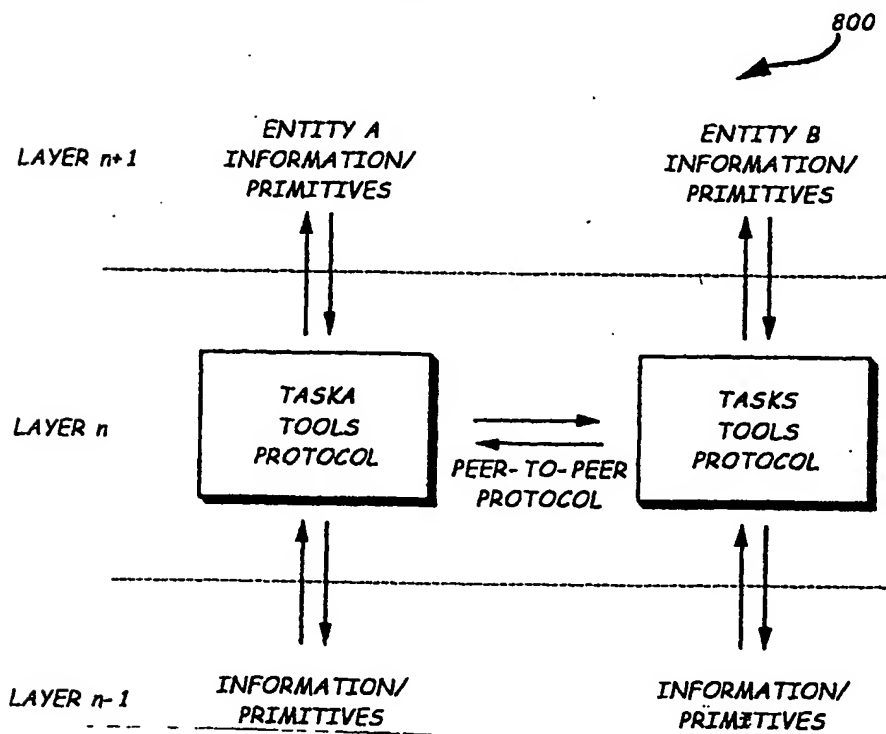 800
ENTITY A
INFORMATION/
PRIMITIVES
ENTITY B
INFORMATION/
PRIMITIVES
LAYER n+1
TASKA
TOOLS
PROTOCOL
TASKS
TOOLS
PROTOCOL
LAYER n
PEER-TO-PEER
PROTOCOL
LAYER n-1
INFORMATION/
PRIMITIVES
INFORMATION/
PRIMITIVES